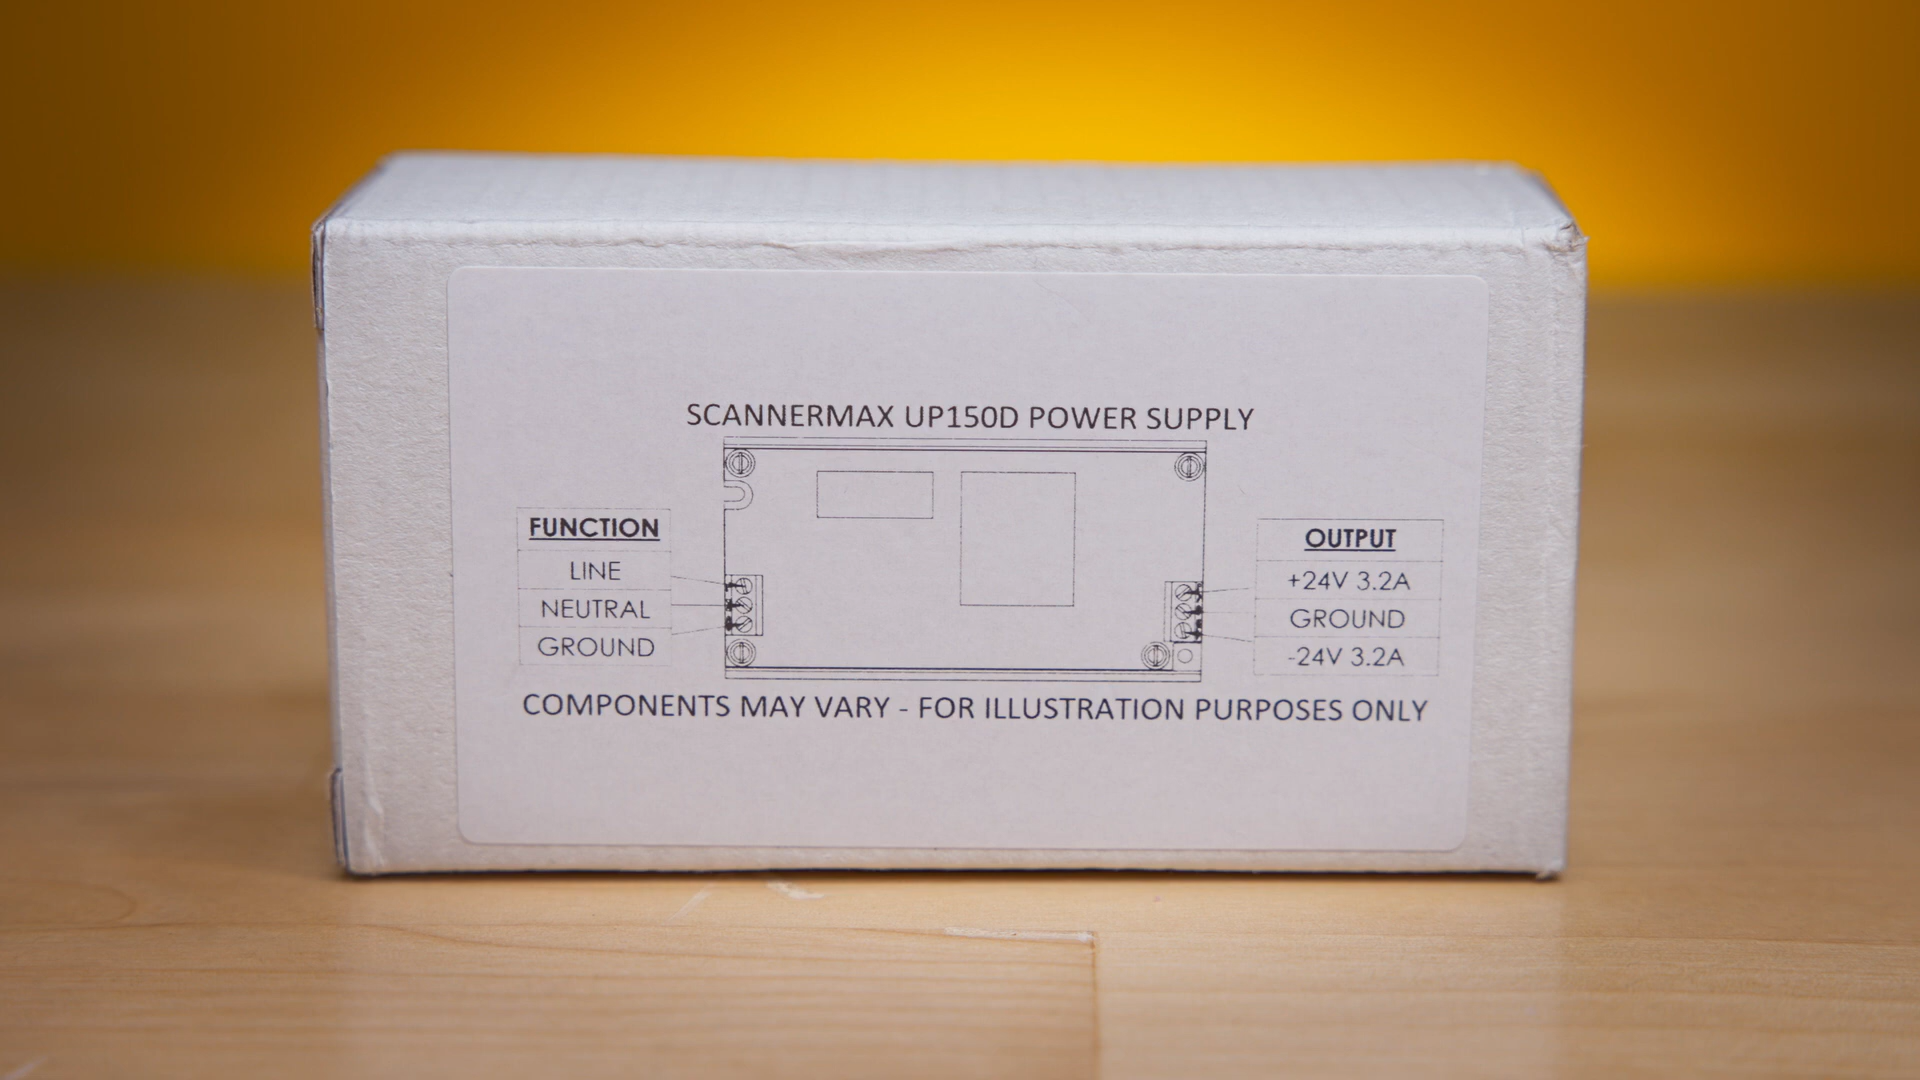 SCANNERMAX UP150D POWER SUPPLY
FUNCTION
LINE
NEUTRAL
GROUND
OUTPUT
+24V 3.2A
GROUND
-24V 3.2A
COMPONENTS MAY VARY - FOR ILLUSTRATION PURPOSES ONLY